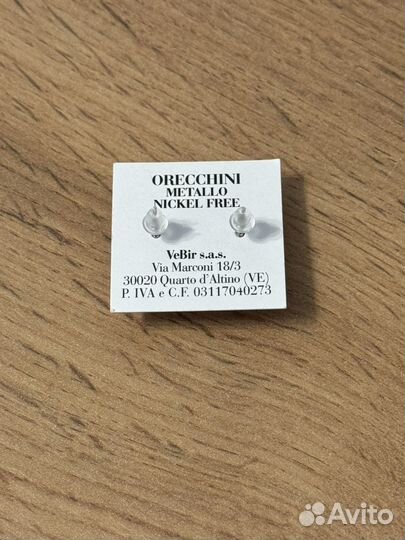 ORECCHINI
METALLO
NICKEL FREE
VeBir s.a.s.
Via Marconi 18/3
30020 Quarto d'Altino (VE)
P. IVA e C.F. 03117040273
Avito